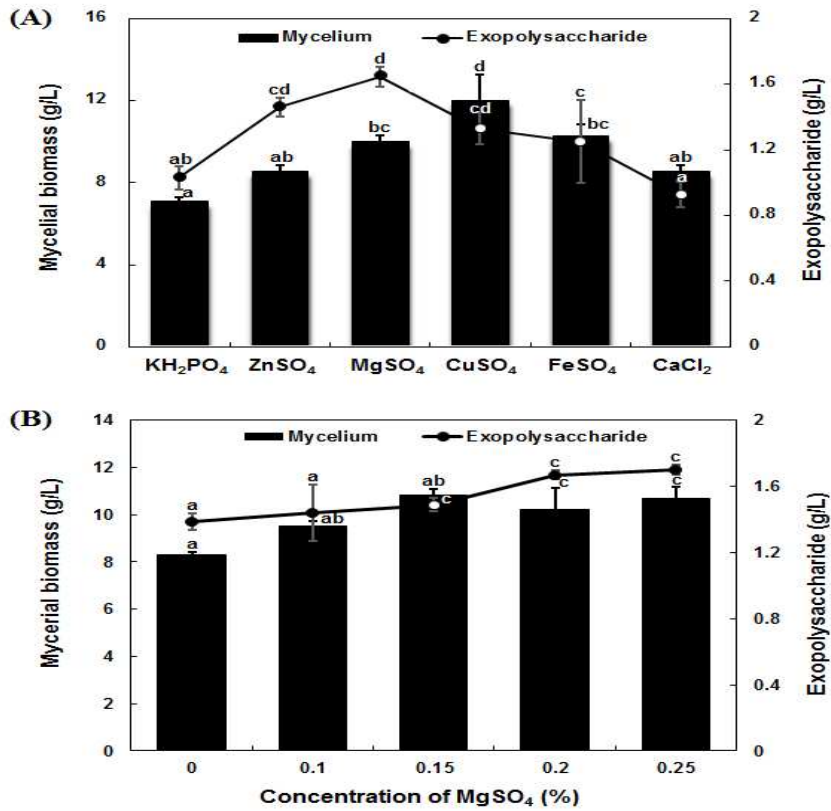 (A)
Mycelium
Exopolysaccharide
Mycelial biomass (g/L)
16
12
8
4
0
ab
a
cd
ab
d
bc
d
cd
c
bc
ab
a
2
1.6
1.2
0.8
0.4
0
Exopolysaccharide (g/L)
KH₂PO₄ ZnSO₄ MgSO₄ CuSO₄ FeSO₄ CaCl₂
(B)
Mycelium
Exopolysaccharide
Mycerial biomass (g/L)
14
12
10
8
6
4
2
0
a
a
a
ab
ab
c
c
c
c
c
2
1.6
1.2
0.8
0.4
0
Exopolysaccharide (g/L)
0 0.1 0.15 0.2 0.25
Concentration of MgSO₄ (%)